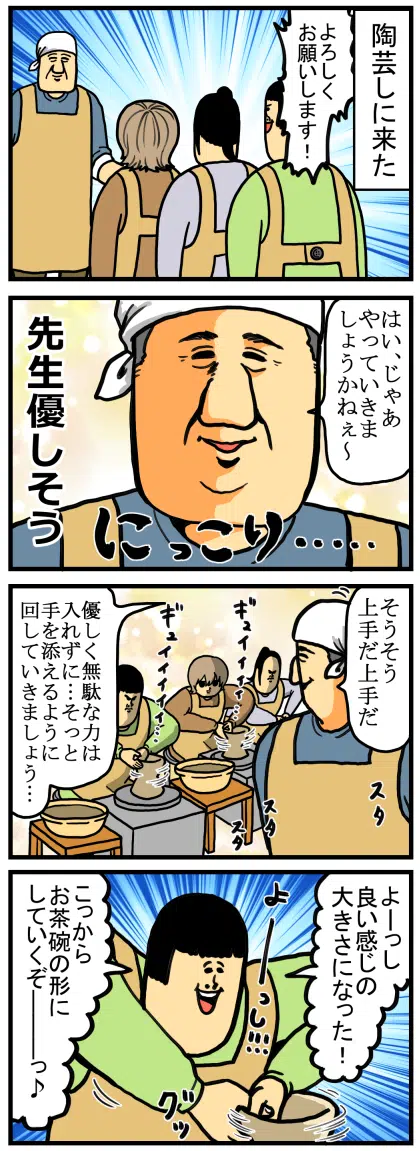 陶芸しに来た
よろしく
お願いします！
はい、じゃあ
やっていきま
しょうかねぇ～
先生優しそう
にっこり……
そうそう
上手だ上手だ
スタ
スタ
ギュイイイイィ…
ギュイイイイィ…
優しく無駄な力は
入れずに…そっと
手を添えるように
回していきましょう…
よーっし
良い感じの
大きさになった！
よーーっし!!!
こっから
お茶碗の形に
していくぞ―――っ♪
グッ